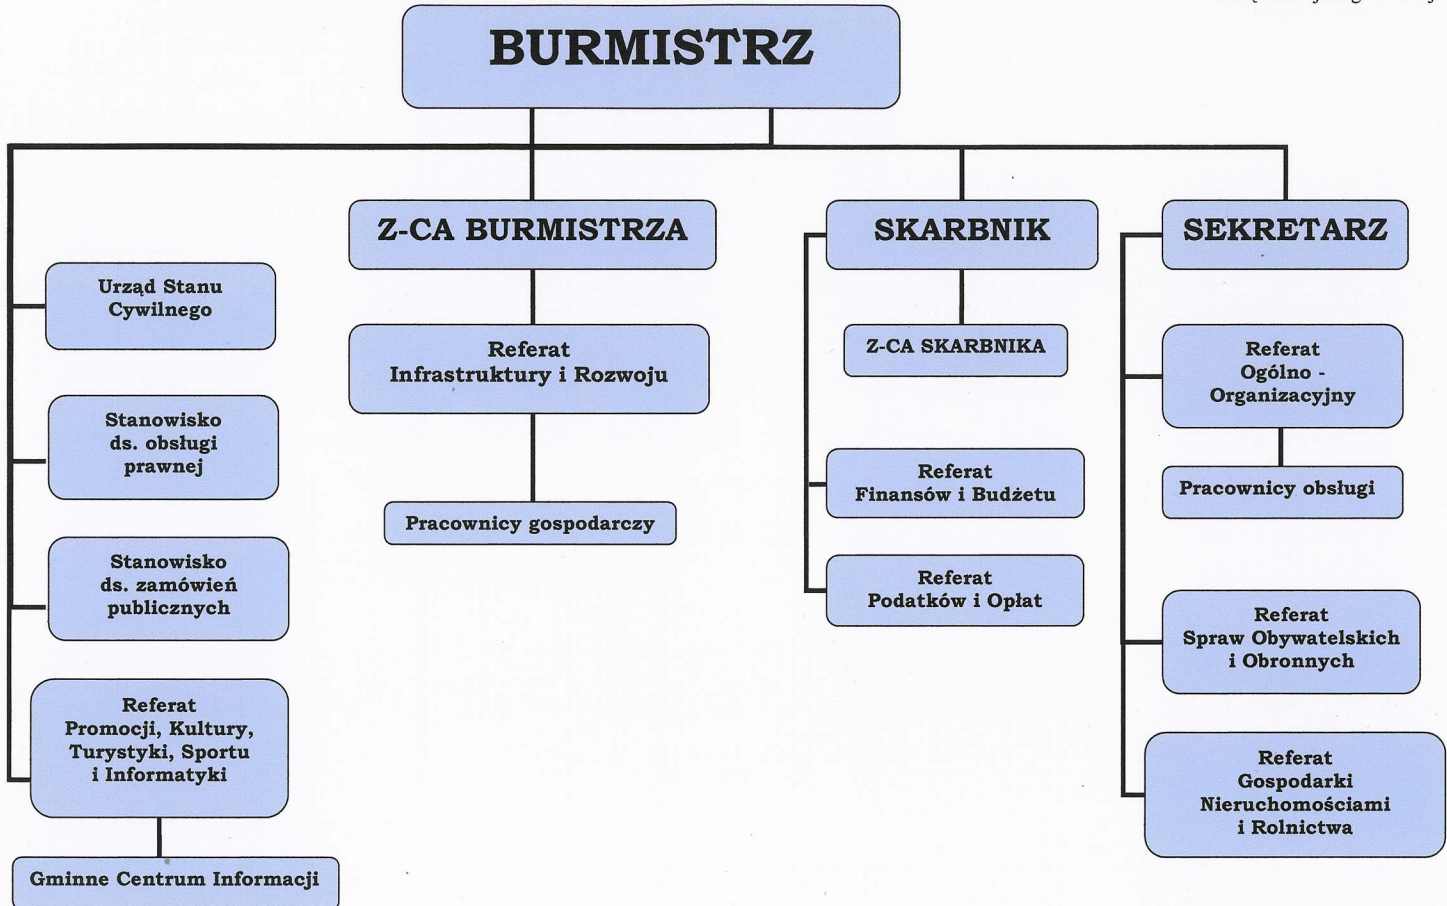 BURMISTRZ
Z-CA BURMISTRZA
SKARBNIK
SEKRETARZ
Urząd Stanu
Cywilnego
Stanowisko
ds. obsługi
prawnej
Stanowisko
ds. zamówień
publicznych
Referat
Promocji, Kultury,
Turystyki, Sportu
i Informatyki
Gminne Centrum Informacji
Referat
Infrastruktury i Rozwoju
Pracownicy gospodarczy
Z-CA SKARBNIKA
Referat
Finansów i Budżetu
Referat
Podatków i Opłat
Referat
Ogólno -
Organizacyjny
Pracownicy obsługi
Referat
Spraw Obywatelskich
i Obronnych
Referat
Gospodarki
Nieruchomościami
i Rolnictwa